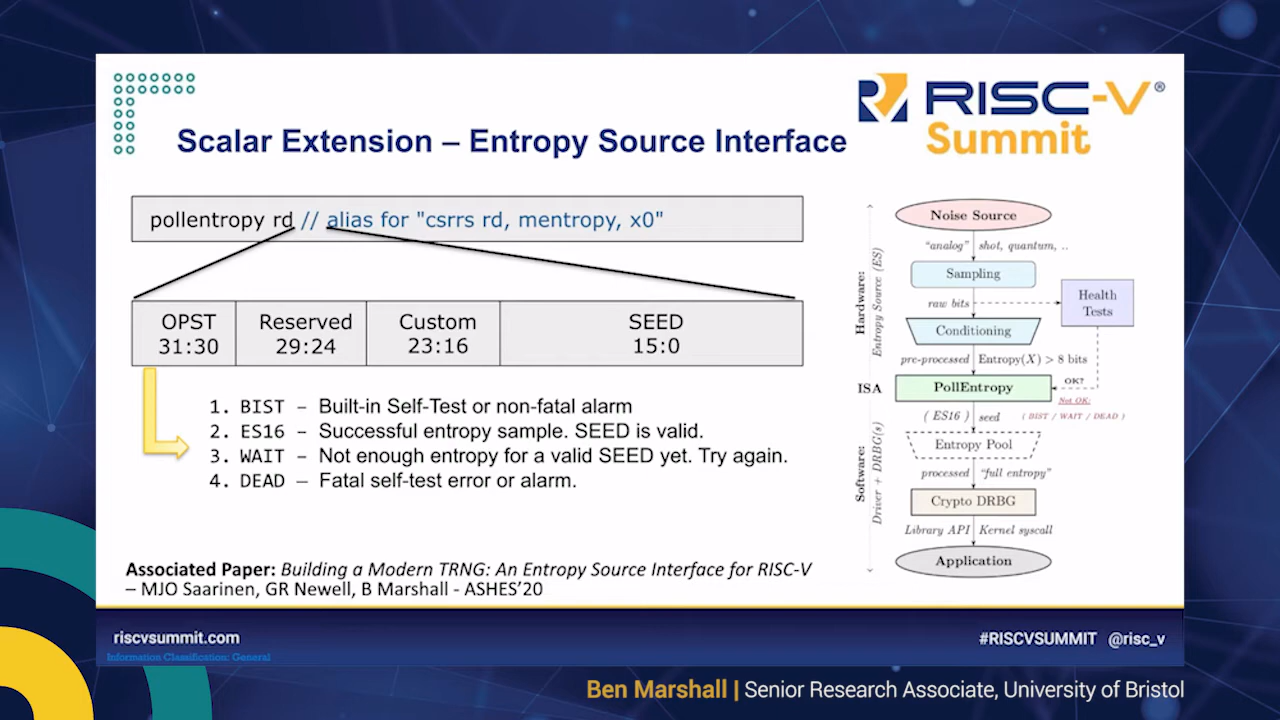 RISC-V®
Summit
Scalar Extension – Entropy Source Interface
pollentropy rd // alias for "csrrs rd, mentropy, x0"
OPST Reserved Custom SEED
31:30 29:24 23:16 15:0
1. BIST – Built-in Self-Test or non-fatal alarm
2. ES16 – Successful entropy sample. SEED is valid.
3. WAIT – Not enough entropy for a valid SEED yet. Try again.
4. DEAD – Fatal self-test error or alarm.
Associated Paper: Building a Modern TRNG: An Entropy Source Interface for RISC-V
– MJO Saarinen, GR Newell, B Marshall - ASHES'20
Hardware:
Entropy Source (ES)
Noise Source
“analog” shot, quantum, ..
Sampling
raw bits
Health
Tests
Conditioning
pre-processed Entropy(X) > 8 bits
ISA
PollEntropy
OK?
Not OK:
( BIST / WAIT / DEAD )
( ES16 ) seed
Software:
Driver + DRBG(s)
Entropy Pool
processed “full entropy”
Crypto DRBG
Library API Kernel syscall
Application
riscvsummit.com
#RISCVSUMMIT @risc_v
Information Classification: General
Ben Marshall | Senior Research Associate, University of Bristol